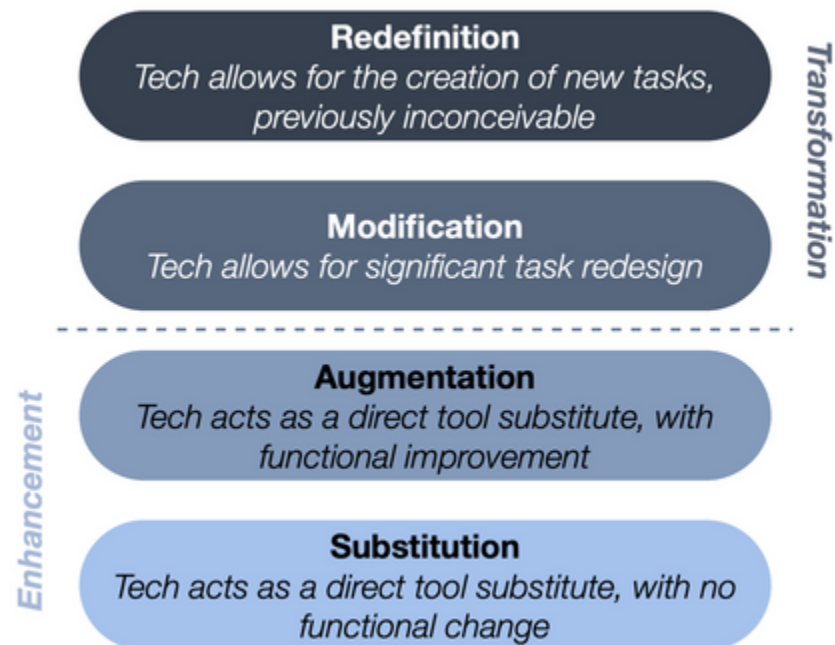 Redefinition
Tech allows for the creation of new tasks,
previously inconceivable
Transformation
Modification
Tech allows for significant task redesign
Augmentation
Tech acts as a direct tool substitute, with
functional improvement
Enhancement
Substitution
Tech acts as a direct tool substitute, with no
functional change